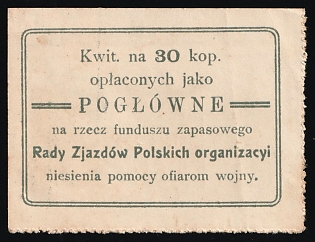 Kwit. na 30 kop.
opłaconych jako
POGŁÓWNE
na rzecz funduszu zapasowego
Rady Zjazdów Polskich organizacyi
niesienia pomocy ofiarom wojny.